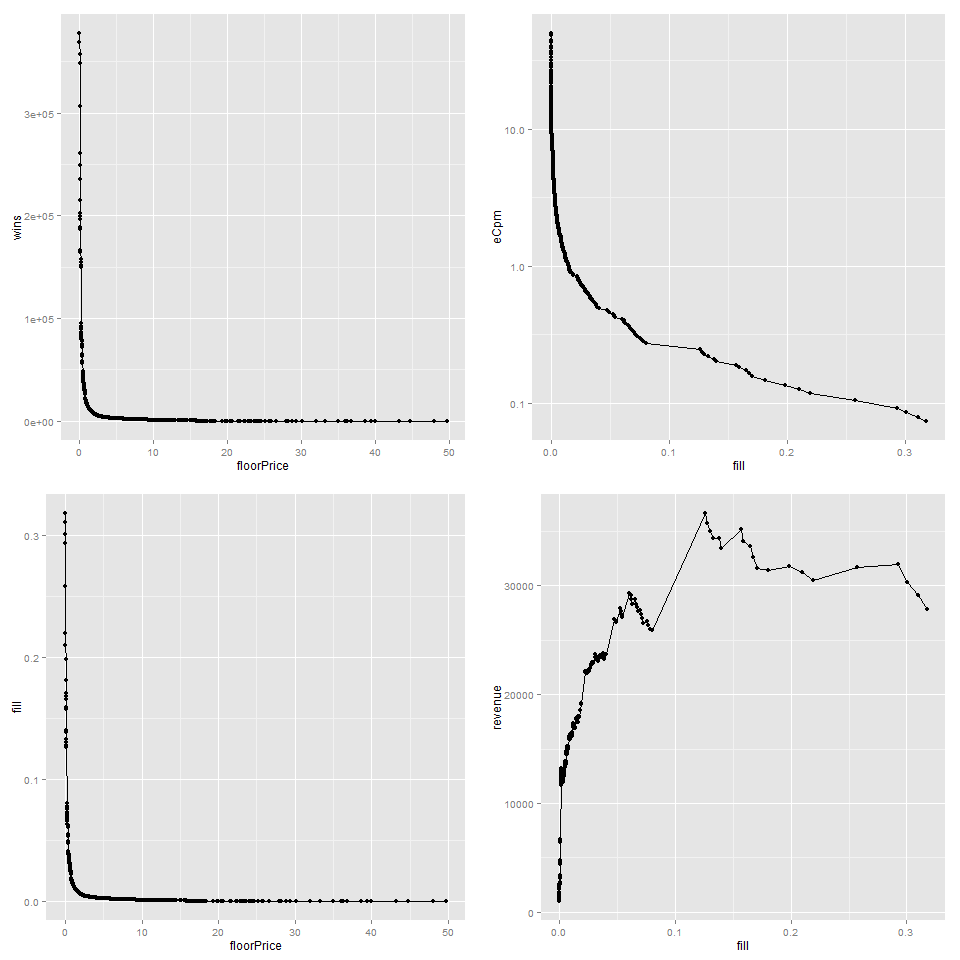 3e+05
2e+05
1e+05
0e+00
wins
0 10 20 30 40 50
floorPrice
10.0
1.0
0.1
eCpm
0.0 0.1 0.2 0.3
fill
0.3
0.2
0.1
0.0
fill
0 10 20 30 40 50
floorPrice
30000
20000
10000
0
revenue
0.0 0.1 0.2 0.3
fill